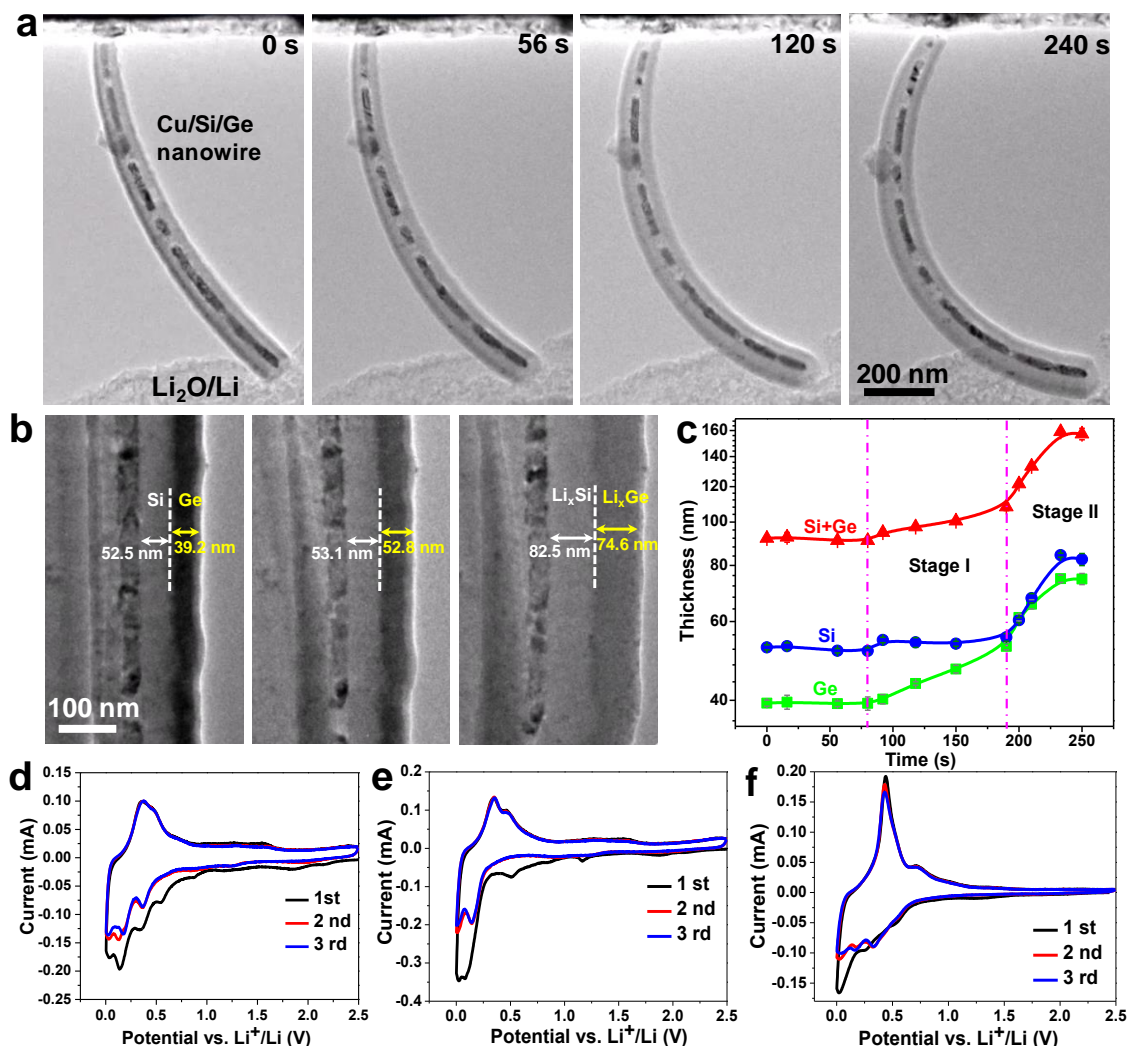 a
0 s
56 s
120 s
240 s
Cu/Si/Ge
nanowire
Li₂O/Li
200 nm
b
Si
Ge
52.5 nm
39.2 nm
53.1 nm
52.8 nm
LiₓSi
LiₓGe
82.5 nm
74.6 nm
100 nm
c
160
140
120
100
80
60
40
Thickness (nm)
Si+Ge
Si
Ge
Stage I
Stage II
0
50
100
150
200
250
Time (s)
d
0.15
0.10
0.05
0.00
-0.05
-0.10
-0.15
-0.20
-0.25
Current (mA)
1st
2 nd
3 rd
0.0 0.5 1.0 1.5 2.0 2.5
Potential vs. Li⁺/Li (V)
e
0.2
0.1
0.0
-0.1
-0.2
-0.3
-0.4
Current (mA)
1 st
2 nd
3 rd
0.0 0.5 1.0 1.5 2.0 2.5
Potential vs. Li⁺/Li (V)
f
0.20
0.15
0.10
0.05
0.00
-0.05
-0.10
-0.15
Current (mA)
1 st
2 nd
3 rd
0.0 0.5 1.0 1.5 2.0 2.5
Potential vs. Li⁺/Li (V)